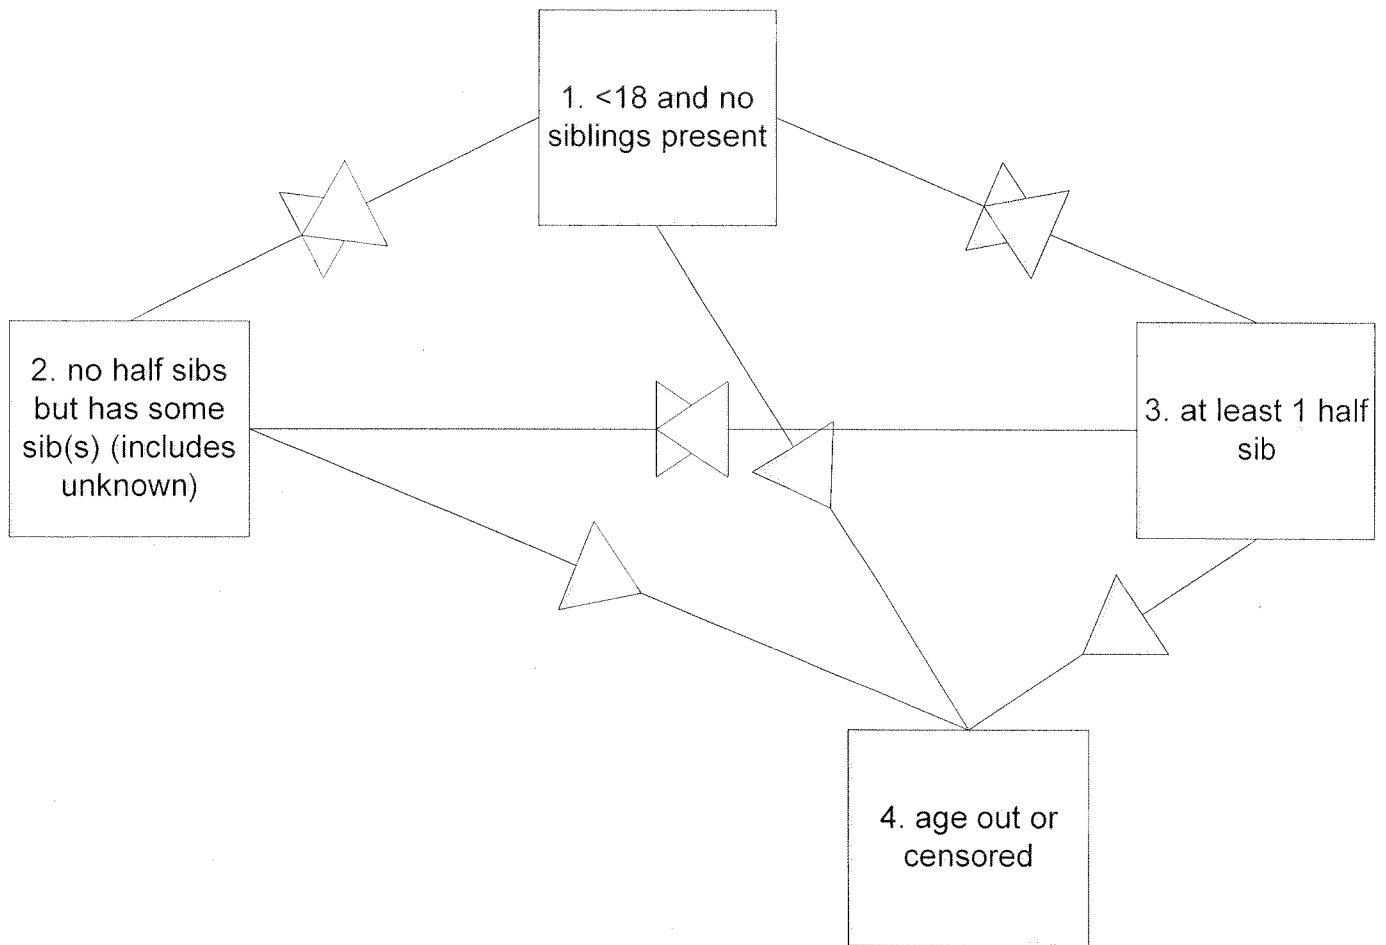 1. <18 and no
siblings present
2. no half sibs
but has some
sib(s) (includes
unknown)
3. at least 1 half
sib
4. age out or
censored